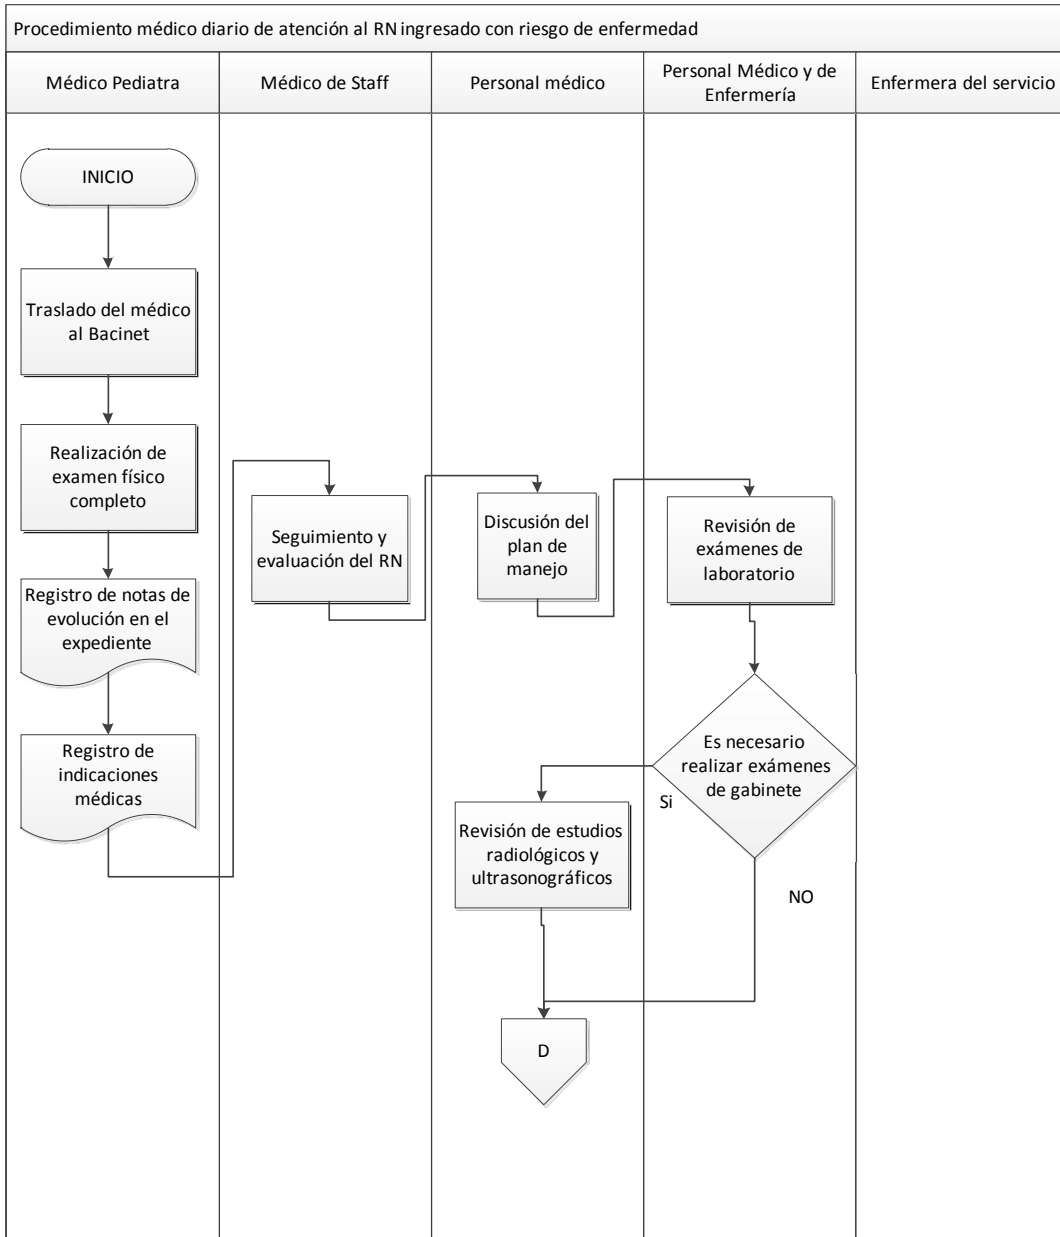 Procedimiento médico diario de atención al RN ingresado con riesgo de enfermedad
Médico Pediatra
Médico de Staff
Personal médico
Personal Médico y de
Enfermería
Enfermera del servicio
INICIO
Traslado del médico
al Bacinet
Realización de
examen físico
completo
Registro de notas de
evolución en el
expediente
Registro de
indicaciones
médicas
Seguimiento y
evaluación del RN
Discusión del
plan de
manejo
Revisión de
exámenes de
laboratorio
Es necesario
realizar exámenes
de gabinete
Si
Revisión de estudios
radiológicos y
ultrasonográficos
NO
D